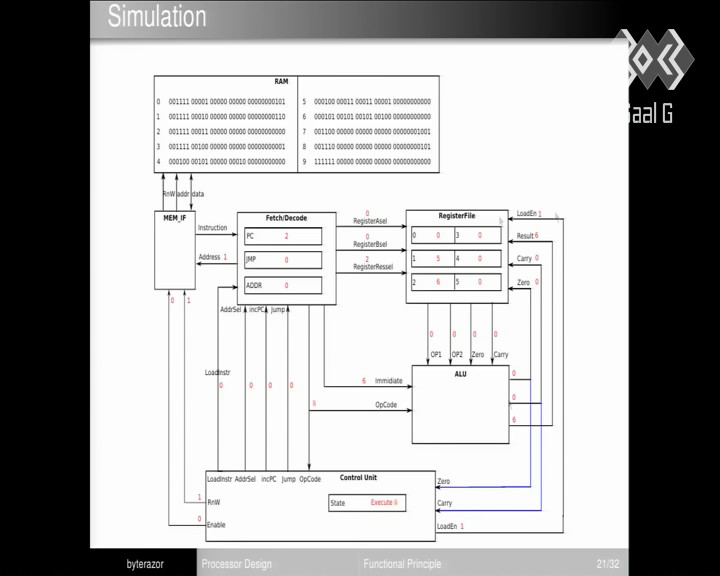 Simulation
Saal G
RAM
0 001111 00001 00000 00000 00000000101
1 001111 00010 00000 00000 00000000110
2 001111 00011 00000 00000 00000000000
3 001111 00100 00000 00000 00000000001
4 000100 00101 00000 00010 00000000000
5 000100 00011 00011 00001 00000000000
6 000101 00101 00101 00100 00000000000
7 001100 00000 00000 00000 00000001001
8 001110 00000 00000 00000 00000000101
9 111111 00000 00000 00000 00000000000
RnW addr data
MEM_IF
Instruction
Address 1
Fetch/Decode
PC 2
JMP 0
ADDR 0
0
RegisterAsel
0
RegisterBsel
2
RegisterRessel
RegisterFile
0 0 3 0
1 5 4 0
2 6 5 0
LoadEn 1
Result 6
Carry 0
Zero 0
0 1
AddrSel incPC Jump
LoadInstr
0 0 0 0
0 0 0 0
OP1 OP2 Zero Carry
6 Immidiate
OpCode
ALU
0
0
6
LoadInstr AddrSel incPC Jump OpCode
Control Unit
State Execute li
1 RnW
0 Enable
Zero
Carry
LoadEn 1
byterazor Processor Design Functional Principle 21/32